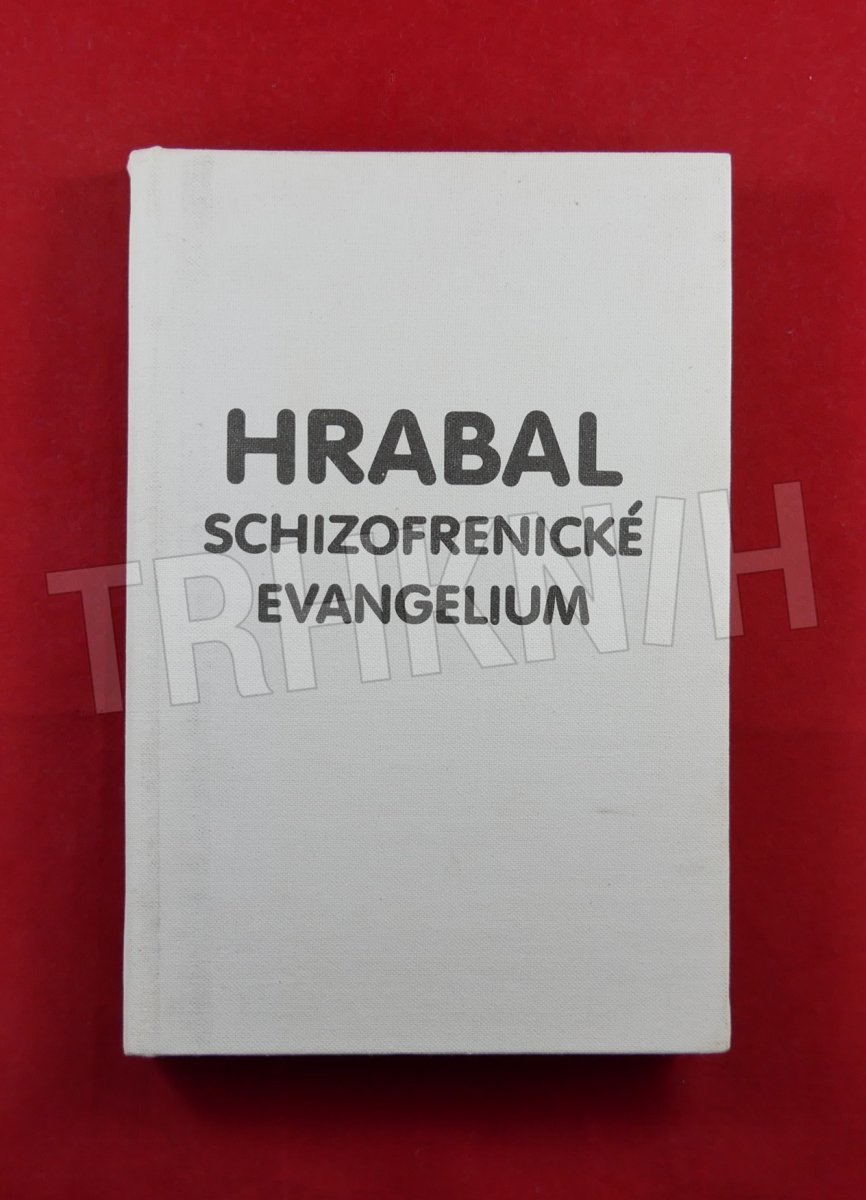 HRABAL
SCHIZOFRENICKÉ
EVANGELIUM
TRHKNIH